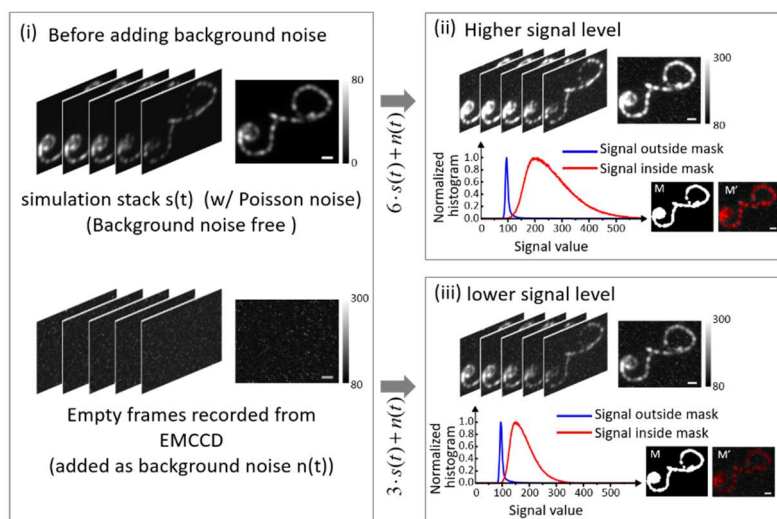 (i) Before adding background noise
80
0
simulation stack s(t) (w/ Poisson noise)
(Background noise free )
300
80
Empty frames recorded from
EMCCD
(added as background noise n(t))
6·s(t)+n(t)
3·s(t)+n(t)
(ii) Higher signal level
300
80
Signal outside mask
Signal inside mask
Normalized
histogram
1.0
0.8
0.6
0.4
0.2
0.0
0 100 200 300 400 500
Signal value
M
M'
(iii) lower signal level
300
80
Signal outside mask
Signal inside mask
Normalized
histogram
1.0
0.8
0.6
0.4
0.2
0.0
0 100 200 300 400 500
Signal value
M
M'